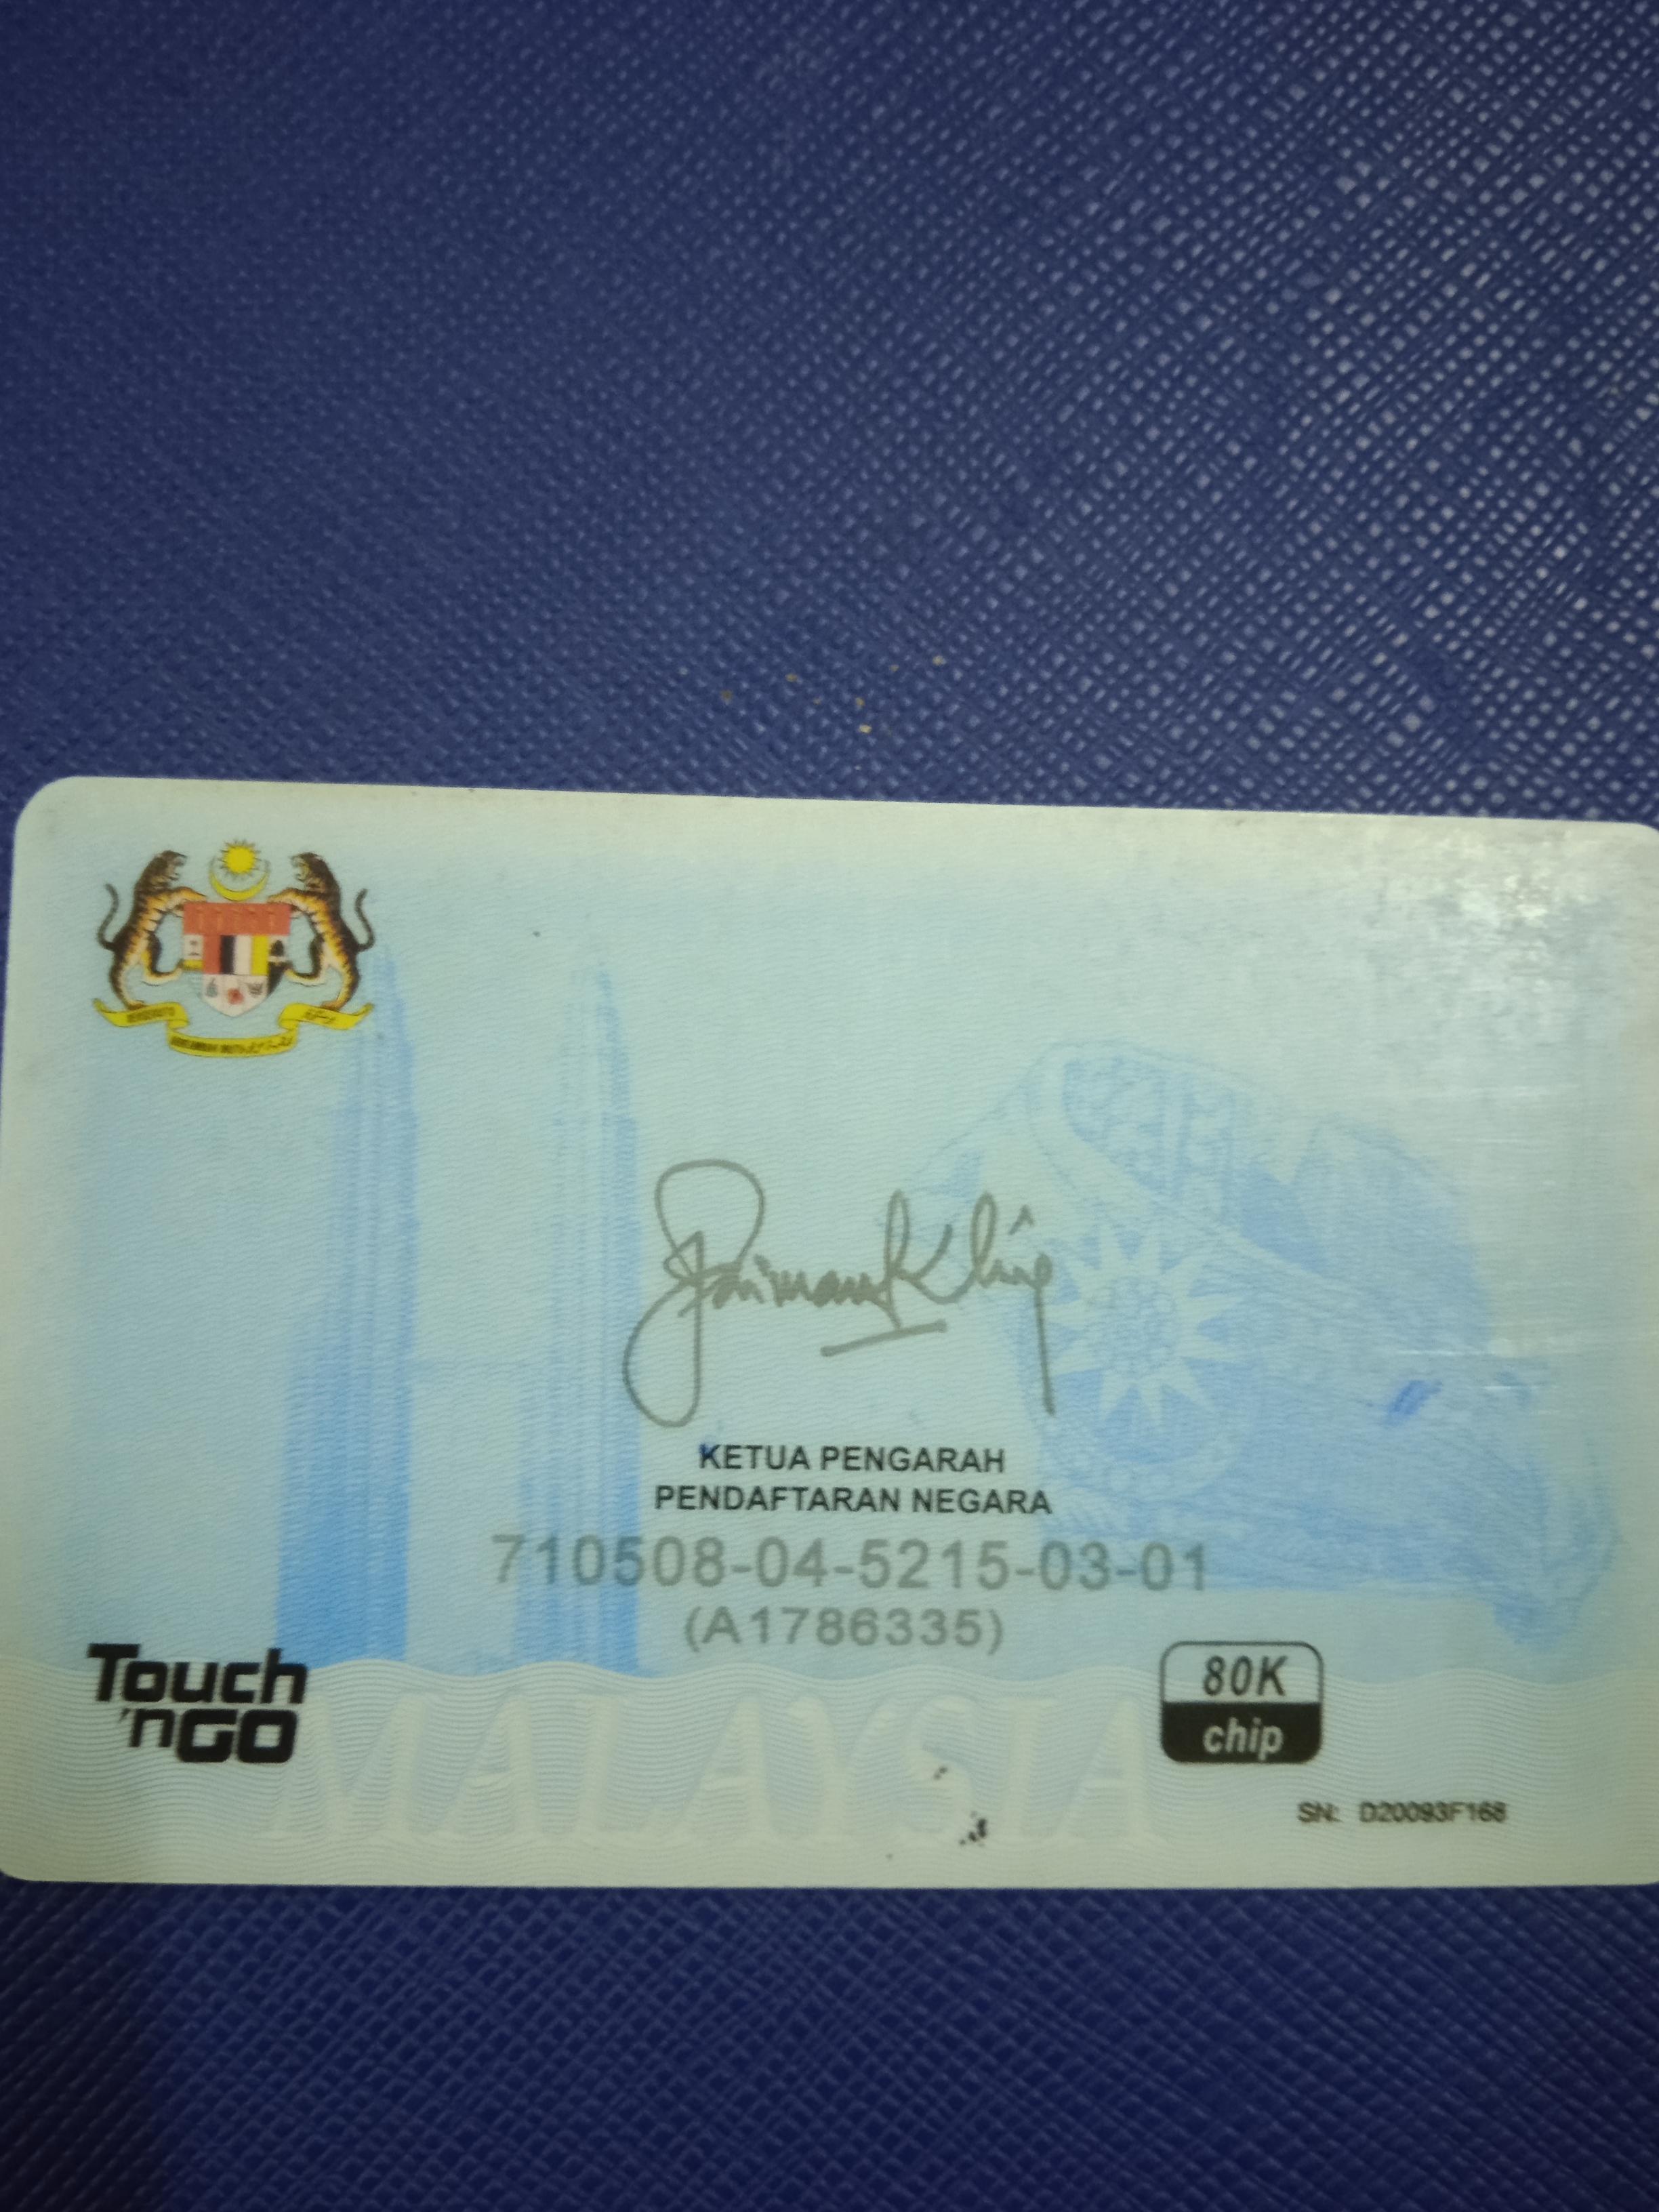 KETUA PENGARAH
PENDAFTARAN NEGARA
710508-04-5215-03-01
(A1786335)
Touch
'nGO
80K
chip
MALAYSIA
SN: D20093F168